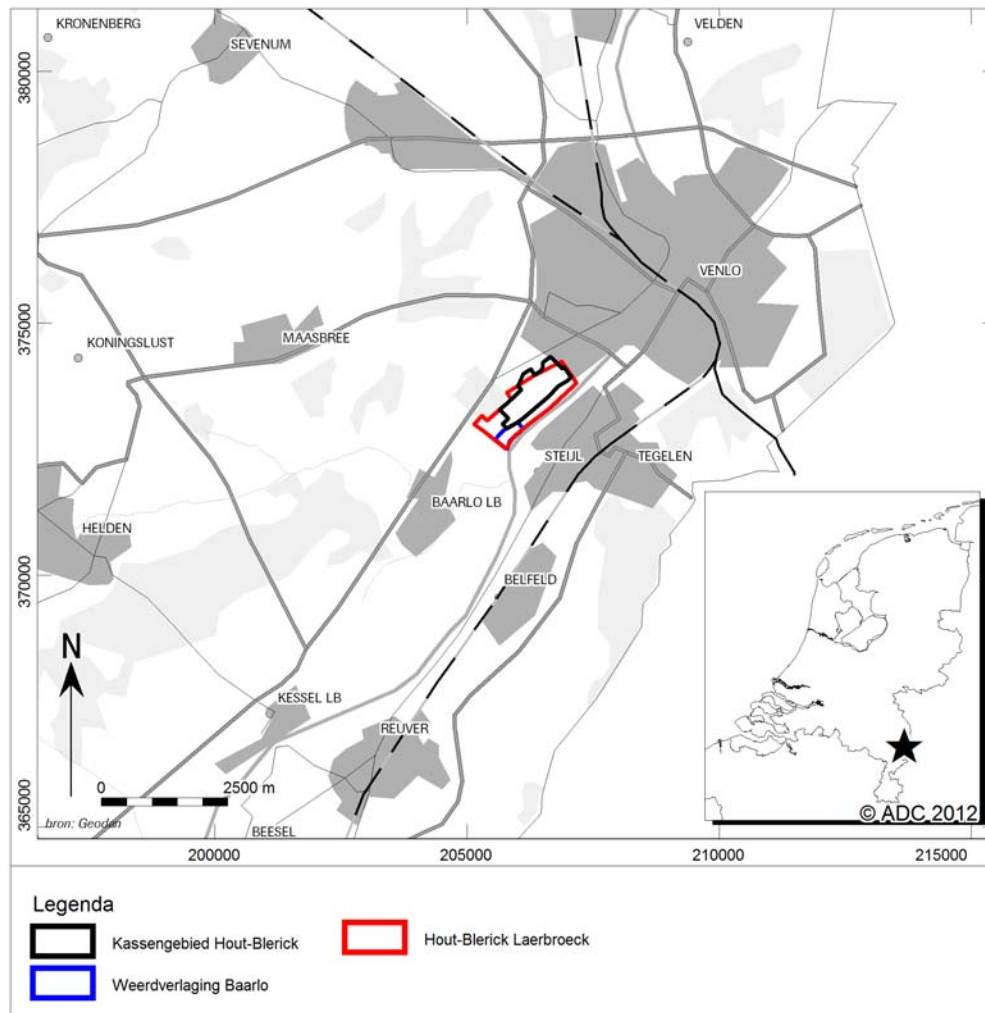 KRONENBERG
SEVENUM
VELDEN
380000
VENLO
375000
KONINGSLUST
MAASBREE
STEIJL
TEGELEN
BAARLO LB
HELDEN
370000
BELFELD
N
KESSEL LB
REUVER
0
2500 m
365000
bron: Geodan
BEESEL
© ADC 2012
200000
205000
210000
215000
Legenda
Kassengebied Hout-Blerick
Hout-Blerick Laerbroeck
Weerdverlaging Baarlo